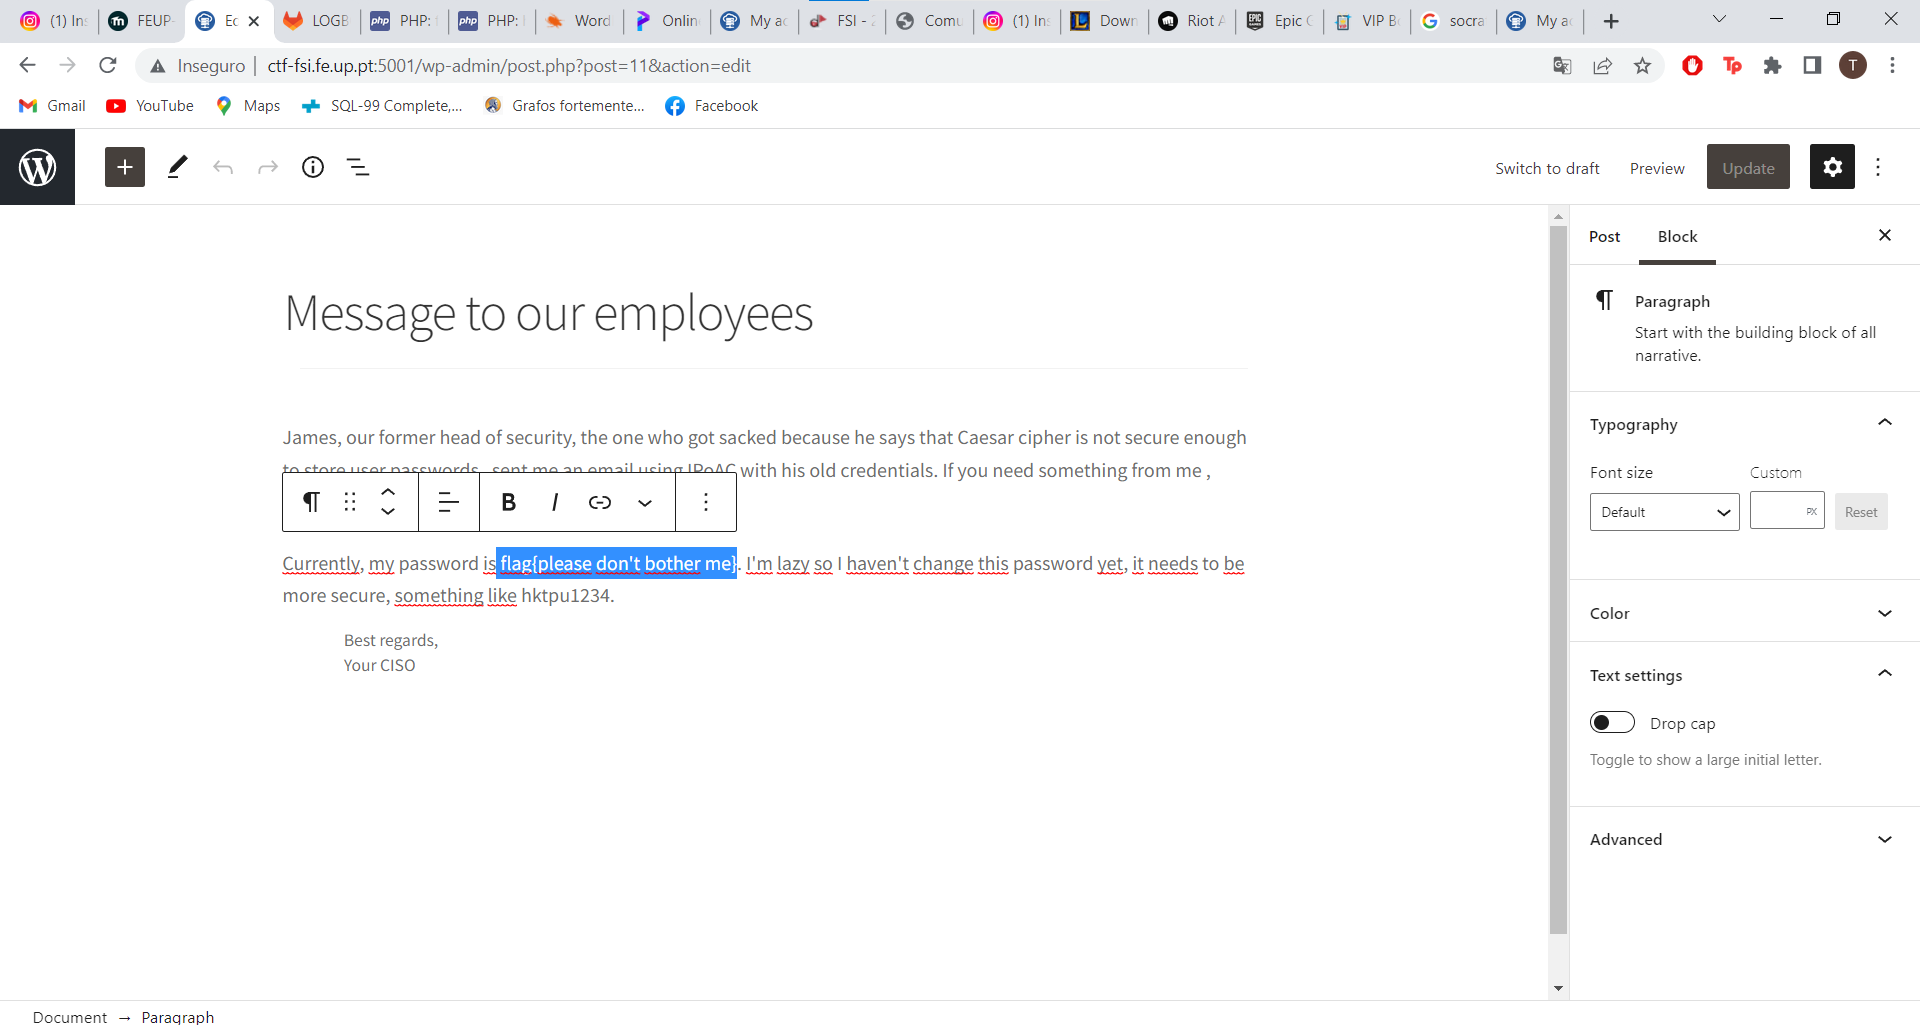 (1) Ins
FEUP-
Ec
LOGB
PHP: f
PHP:
Word
Onlin
My ac
FSI - 2
Comu
(1) Ins
Down
Riot A
Epic G
VIP Be
socra
My ac
Inseguro
ctf-fsi.fe.up.pt:5001/wp-admin/post.php?post=11&action=edit
T
Gmail
YouTube
Maps
SQL-99 Complete,...
Grafos fortemente...
Facebook
Switch to draft
Preview
Update
Message to our employees
James, our former head of security, the one who got sacked because he says that Caesar cipher is not secure enough
to store user passwords , sent me an email using IPoAC with his old credentials. If you need something from me ,
B I
Currently, my password is flag{please don't bother me}. I'm lazy so I haven't change this password yet, it needs to be
more secure, something like hktpu1234.
Best regards,
Your CISO
Post
Block
Paragraph
Start with the building block of all
narrative.
Typography
Font size
Custom
Default
PX
Reset
Color
Text settings
Drop cap
Toggle to show a large initial letter.
Advanced
Document → Paragraph